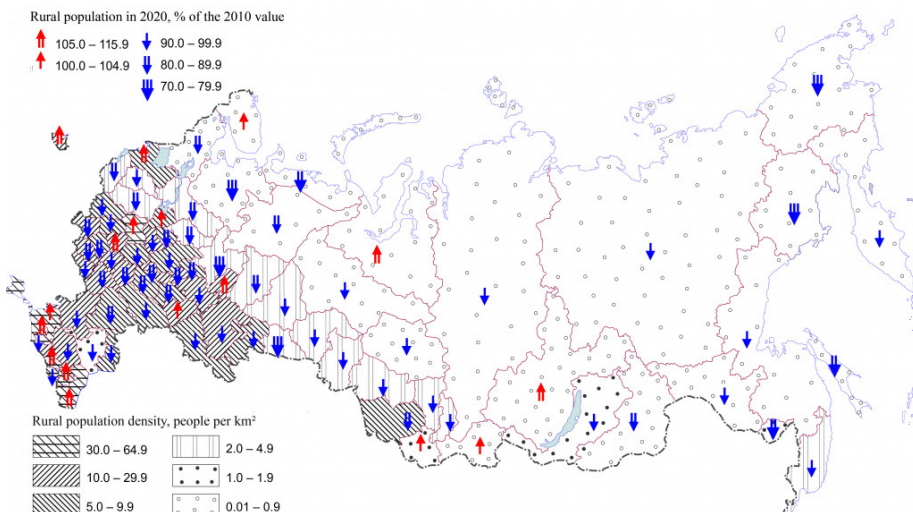 Rural population in 2020, % of the 2010 value
105.0 – 115.9
90.0 – 99.9
100.0 – 104.9
80.0 – 89.9
70.0 – 79.9
Rural population density, people per km²
30.0 – 64.9
2.0 – 4.9
10.0 – 29.9
1.0 – 1.9
5.0 – 9.9
0.01 – 0.9